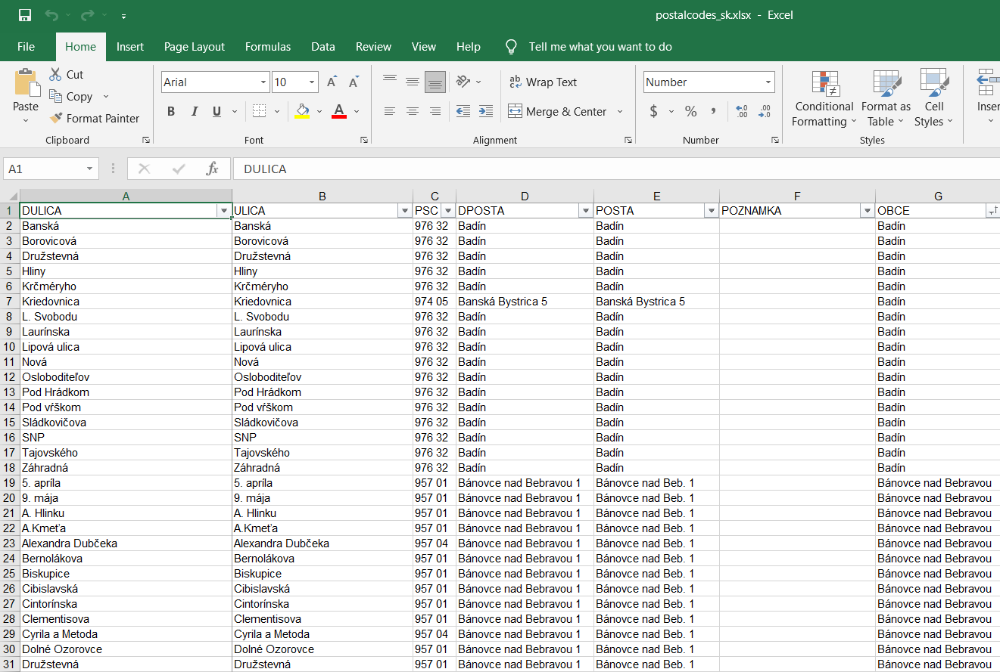 postalcodes_sk.xlsx - Excel
File Home Insert Page Layout Formulas Data Review View Help Tell me what you want to do
Cut
Copy
Format Painter
Paste
Clipboard
Arial 10 A A
B I U A
Font
ab Wrap Text
Merge & Center
Alignment
Number
$ % , .00 .00
Number
Conditional Formatting
Format as Table
Cell Styles
Styles
Inser
A1 fx DULICA
A B C D E F G
1 DULICA ULICA PSC DPOSTA POSTA POZNAMKA OBCE
2 Banská Banská 976 32 Badín Badín Badín
3 Borovicová Borovicová 976 32 Badín Badín Badín
4 Družstevná Družstevná 976 32 Badín Badín Badín
5 Hliny Hliny 976 32 Badín Badín Badín
6 Krčméryho Krčméryho 976 32 Badín Badín Badín
7 Kriedovnica Kriedovnica 974 05 Banská Bystrica 5 Banská Bystrica 5 Badín
8 L. Svobodu L. Svobodu 976 32 Badín Badín Badín
9 Laurínska Laurínska 976 32 Badín Badín Badín
10 Lipová ulica Lipová ulica 976 32 Badín Badín Badín
11 Nová Nová 976 32 Badín Badín Badín
12 Osloboditeľov Osloboditeľov 976 32 Badín Badín Badín
13 Pod Hrádkom Pod Hrádkom 976 32 Badín Badín Badín
14 Pod vŕškom Pod vŕškom 976 32 Badín Badín Badín
15 Sládkovičova Sládkovičova 976 32 Badín Badín Badín
16 SNP SNP 976 32 Badín Badín Badín
17 Tajovského Tajovského 976 32 Badín Badín Badín
18 Záhradná Záhradná 976 32 Badín Badín Badín
19 5. apríla 5. apríla 957 01 Bánovce nad Bebravou 1 Bánovce nad Beb. 1 Bánovce nad Bebravou
20 9. mája 9. mája 957 01 Bánovce nad Bebravou 1 Bánovce nad Beb. 1 Bánovce nad Bebravou
21 A. Hlinku A. Hlinku 957 01 Bánovce nad Bebravou 1 Bánovce nad Beb. 1 Bánovce nad Bebravou
22 A.Kmeťa A.Kmeťa 957 01 Bánovce nad Bebravou 1 Bánovce nad Beb. 1 Bánovce nad Bebravou
23 Alexandra Dubčeka Alexandra Dubčeka 957 04 Bánovce nad Bebravou 1 Bánovce nad Beb. 1 Bánovce nad Bebravou
24 Bernolákova Bernolákova 957 01 Bánovce nad Bebravou 1 Bánovce nad Beb. 1 Bánovce nad Bebravou
25 Biskupice Biskupice 957 01 Bánovce nad Bebravou 1 Bánovce nad Beb. 1 Bánovce nad Bebravou
26 Cibislavská Cibislavská 957 01 Bánovce nad Bebravou 1 Bánovce nad Beb. 1 Bánovce nad Bebravou
27 Cintorínska Cintorínska 957 01 Bánovce nad Bebravou 1 Bánovce nad Beb. 1 Bánovce nad Bebravou
28 Clementisova Clementisova 957 01 Bánovce nad Bebravou 1 Bánovce nad Beb. 1 Bánovce nad Bebravou
29 Cyrila a Metoda Cyrila a Metoda 957 04 Bánovce nad Bebravou 1 Bánovce nad Beb. 1 Bánovce nad Bebravou
30 Dolné Ozorovce Dolné Ozorovce 957 01 Bánovce nad Bebravou 1 Bánovce nad Beb. 1 Bánovce nad Bebravou
31 Družstevná Družstevná 957 01 Bánovce nad Bebravou 1 Bánovce nad Beb. 1 Bánovce nad Bebravou